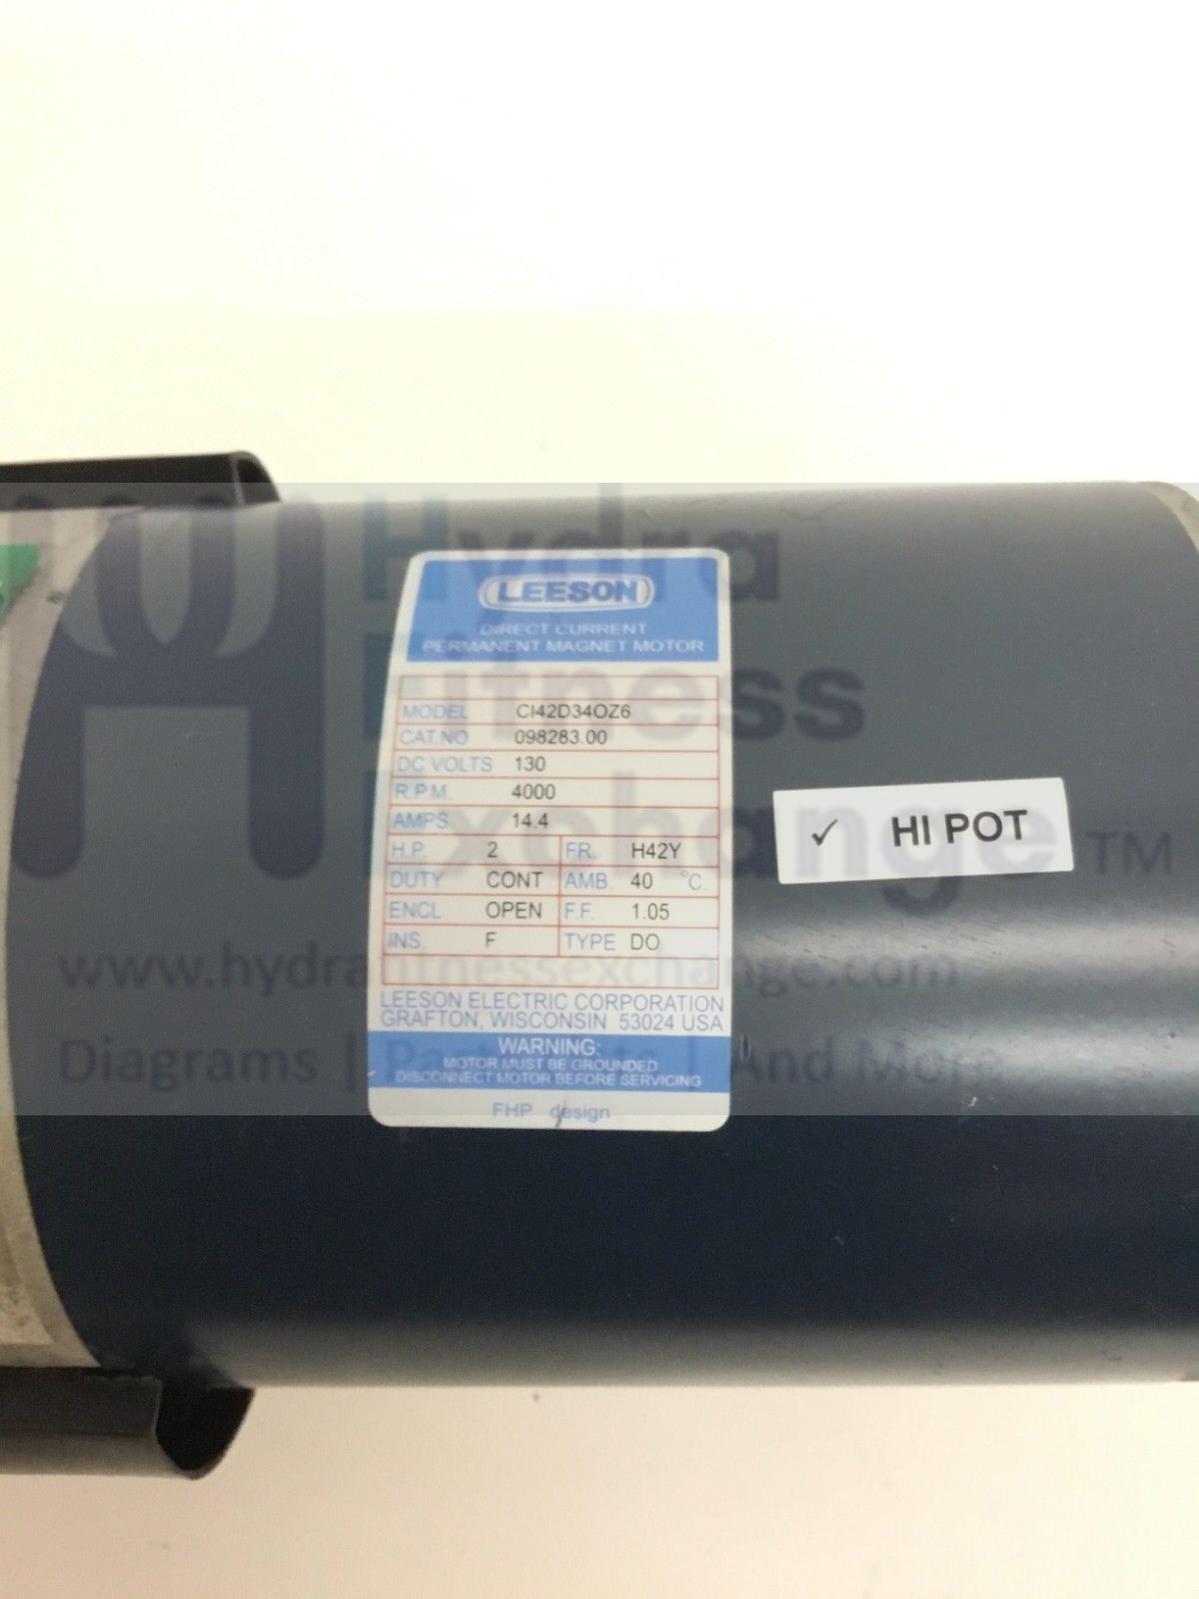 Hydra
Fitness
Exchange TM
www.hydrafitnessexchange.com
Diagrams | Parts | And More
LEESON
DIRECT CURRENT
PERMANENT MAGNET MOTOR
MODEL CI42D34OZ6
CAT.NO 098283.00
DC VOLTS 130
R.P.M. 4000
AMPS 14.4
H.P. 2 FR. H42Y
DUTY CONT AMB. 40 °C.
ENCL OPEN F.F. 1.05
INS. F TYPE DO
LEESON ELECTRIC CORPORATION
GRAFTON, WISCONSIN 53024 USA
WARNING:
MOTOR MUST BE GROUNDED
DISCONNECT MOTOR BEFORE SERVICING
FHP design
✓ HI POT